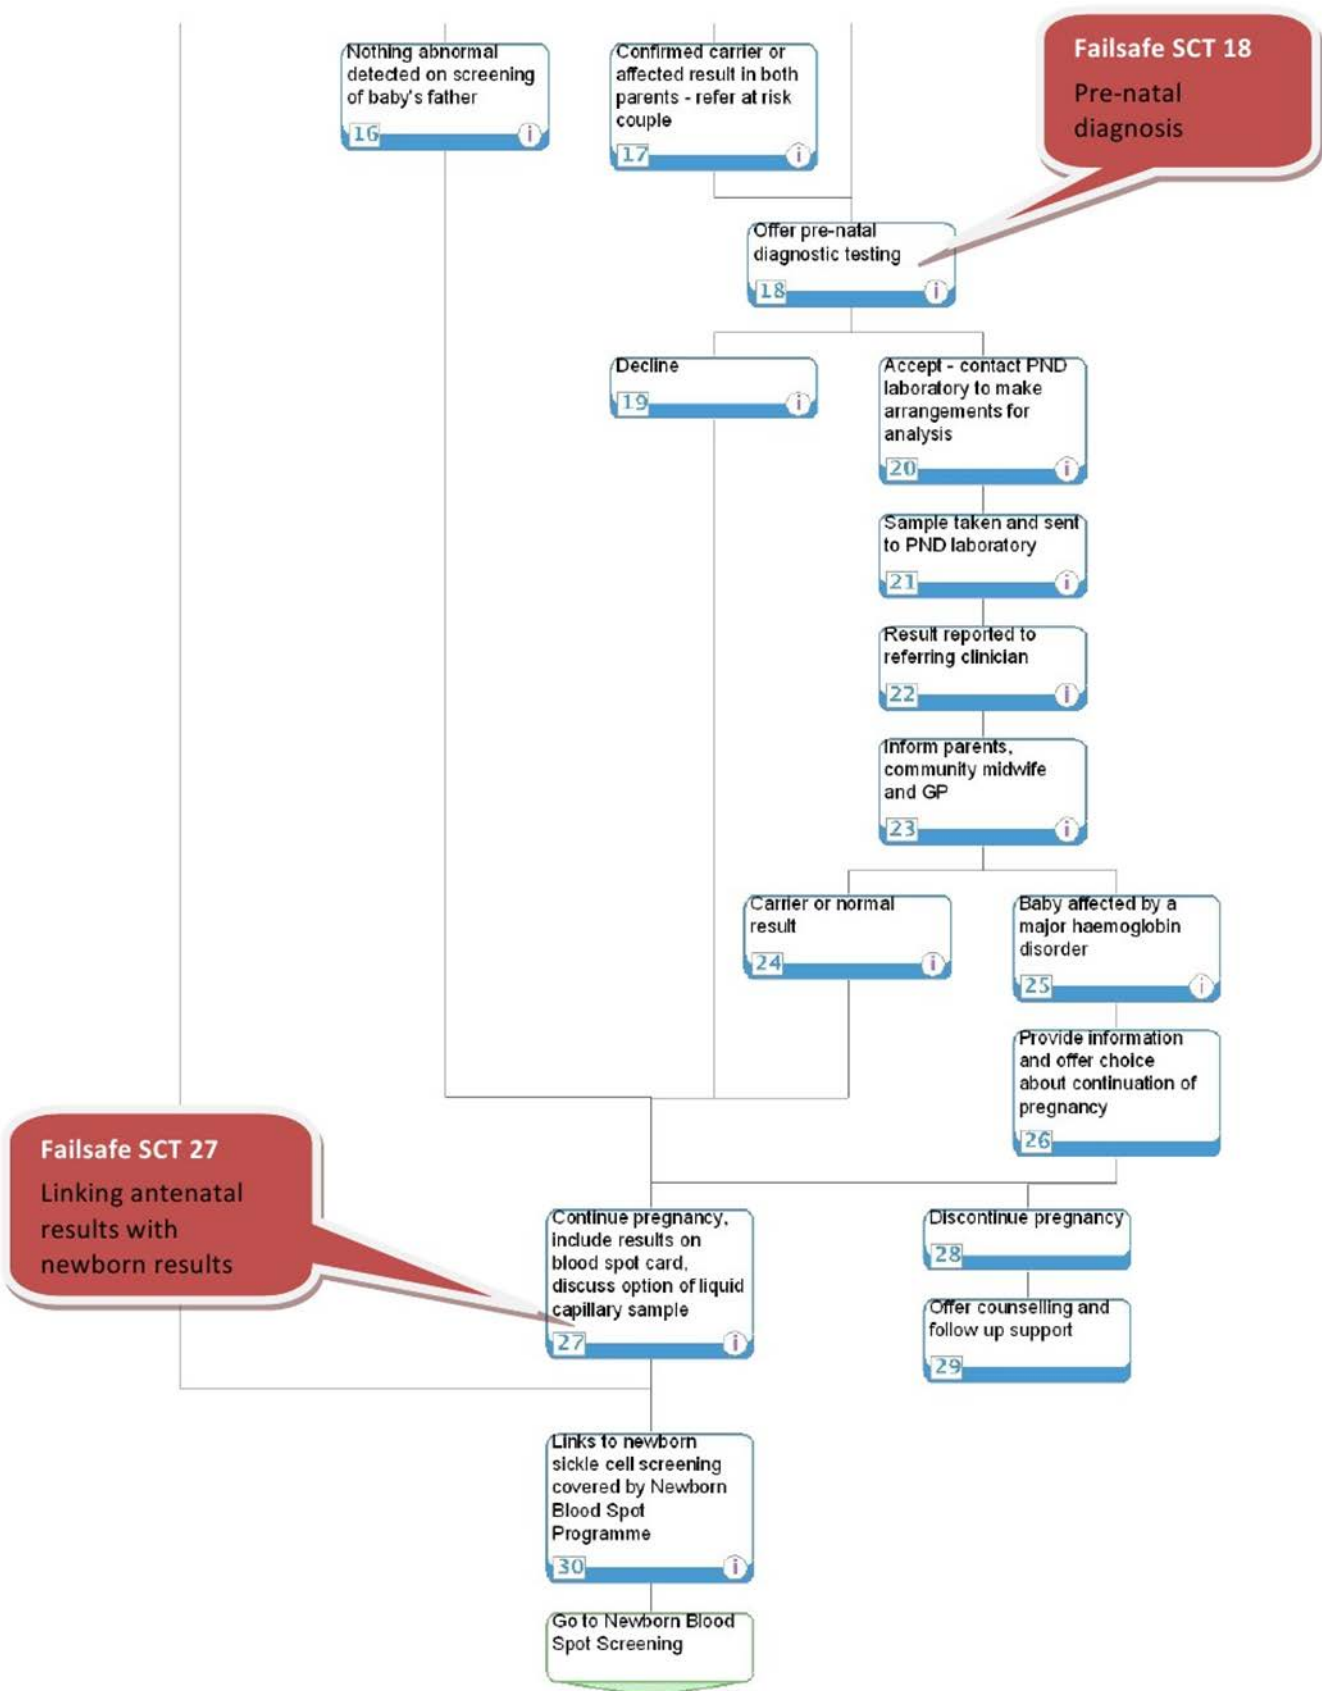 Nothing abnormal
detected on screening
of baby's father
16
i
Confirmed carrier or
affected result in both
parents - refer at risk
couple
17
i
Failsafe SCT 18
Pre-natal
diagnosis
Offer pre-natal
diagnostic testing
18
i
Decline
19
i
Accept - contact PND
laboratory to make
arrangements for
analysis
20
i
Sample taken and sent
to PND laboratory
21
i
Result reported to
referring clinician
22
i
Inform parents,
community midwife
and GP
23
i
Carrier or normal
result
24
i
Baby affected by a
major haemoglobin
disorder
25
i
Provide information
and offer choice
about continuation of
pregnancy
26
Failsafe SCT 27
Linking antenatal
results with
newborn results
Continue pregnancy,
include results on
blood spot card,
discuss option of liquid
capillary sample
27
i
Discontinue pregnancy
28
Offer counselling and
follow up support
29
Links to newborn
sickle cell screening
covered by Newborn
Blood Spot
Programme
30
i
Go to Newborn Blood
Spot Screening